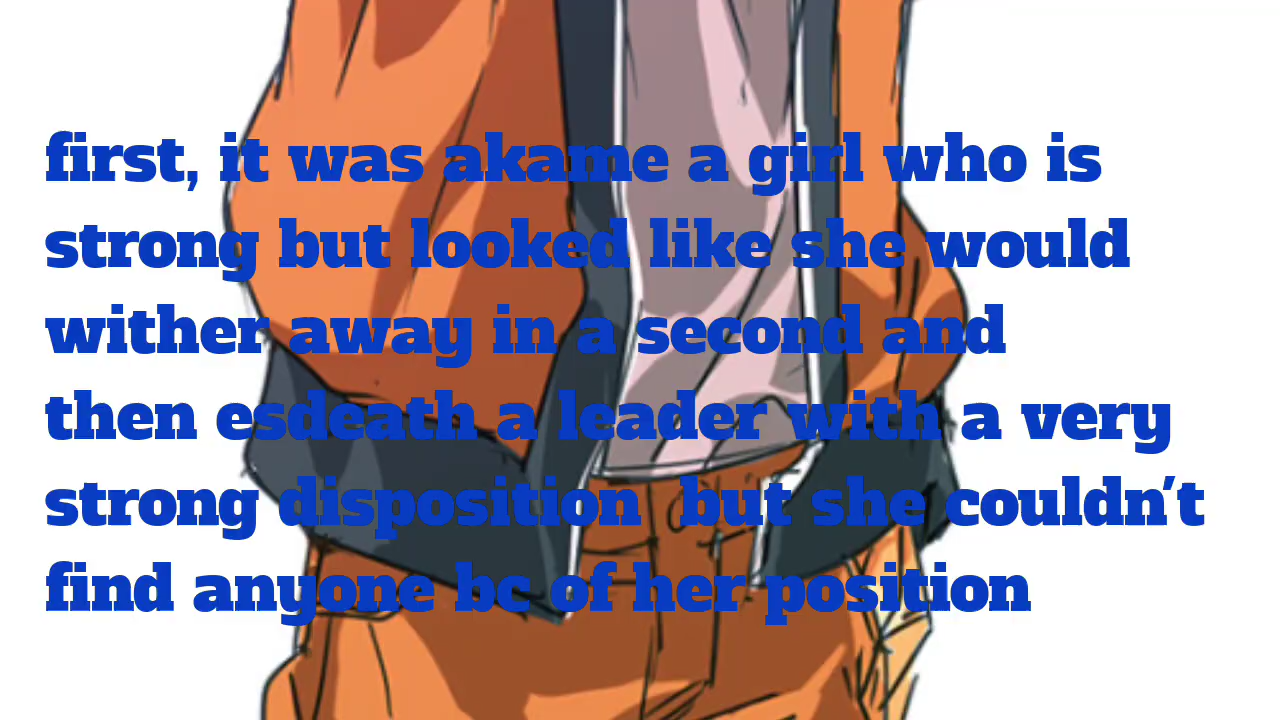 first, it was akame a girl who is
strong but looked like she would
wither away in a second and
then esdeath a leader with a very
strong disposition  but she couldn't
find anyone bc of her position